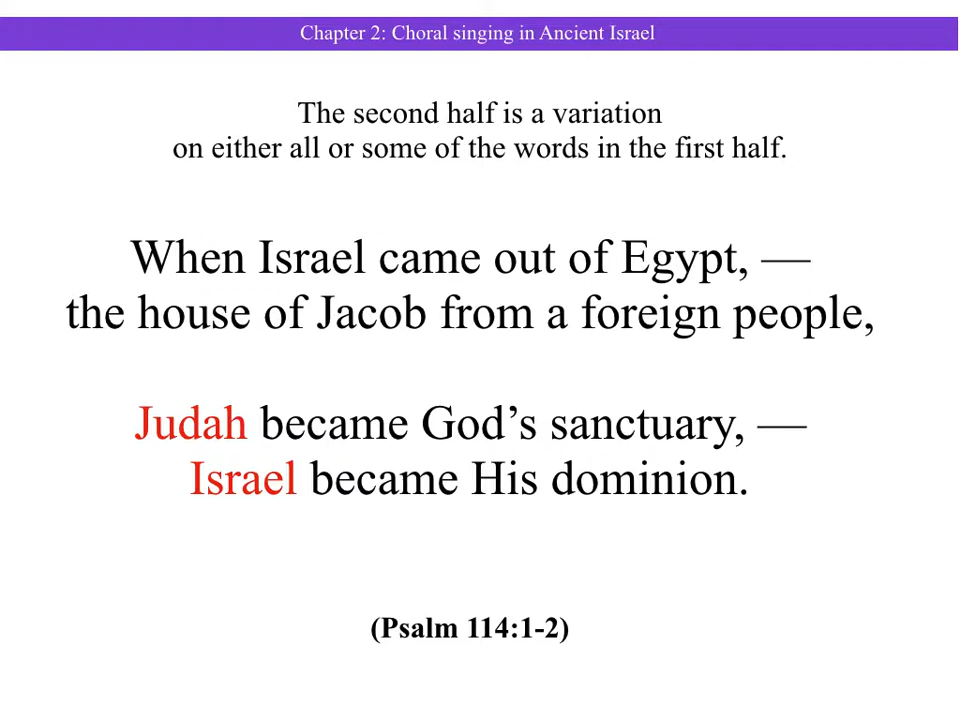 Chapter 2: Choral singing in Ancient Israel
The second half is a variation
on either all or some of the words in the first half.
When Israel came out of Egypt, —
the house of Jacob from a foreign people,
Judah became God’s sanctuary, —
Israel became His dominion.
(Psalm 114:1-2)